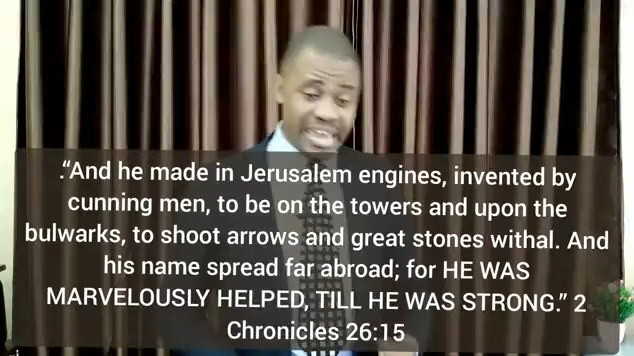 .“And he made in Jerusalem engines, invented by
cunning men, to be on the towers and upon the
bulwarks, to shoot arrows and great stones withal. And
his name spread far abroad; for HE WAS
MARVELOUSLY HELPED, TILL HE WAS STRONG.” 2
Chronicles 26:15